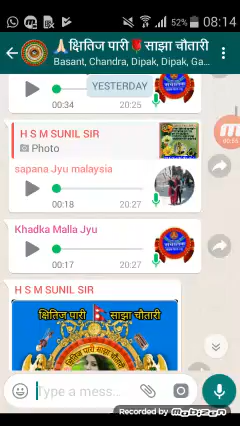 52% 08:14
🙏क्षितिज पारी🌹साझा चौतारी
Basant, Chandra, Dipak, Dipak, Ga...
YESTERDAY
00:34 20:25
H S M SUNIL SIR
Photo
sapana Jyu malaysia
00:18 20:27
Khadka Malla Jyu
00:17 20:27
H S M SUNIL SIR
क्षितिज पारी साझा चौतारी
क्षितिज पारी साझा चौतारी
Type a mess...
Recorded by Mobizen